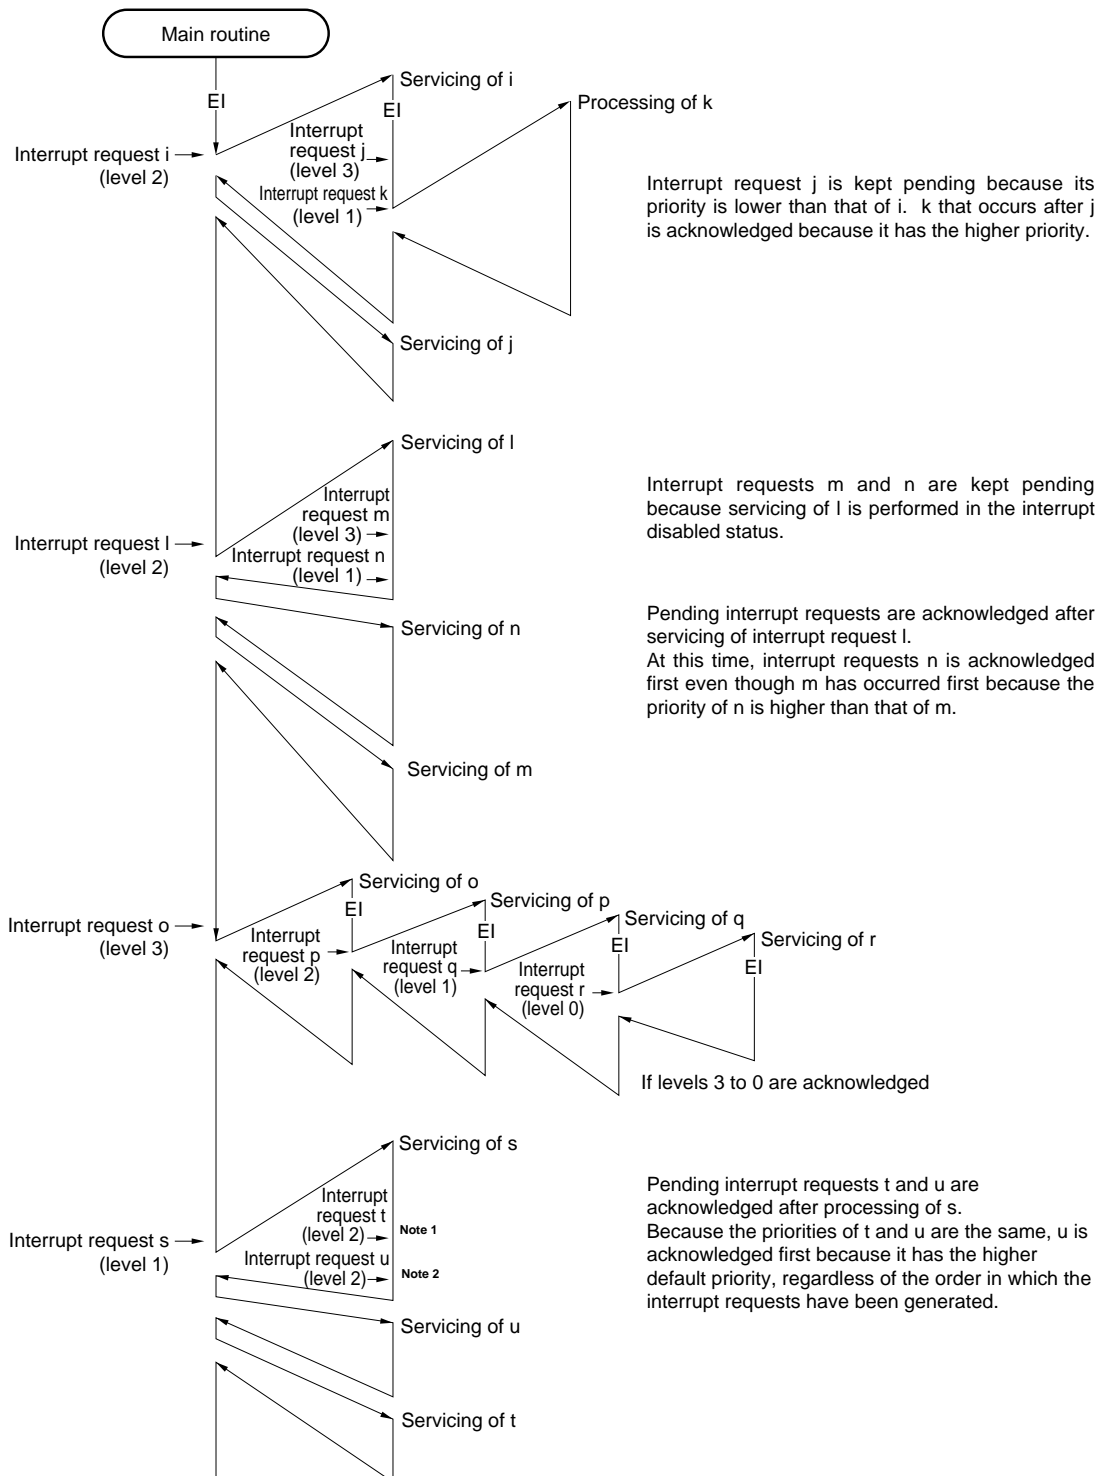 Main routine
EI
Servicing of i
EI
Processing of k
Interrupt request i
(level 2)
Interrupt
request j
(level 3)
Interrupt request k
(level 1)
Interrupt request j is kept pending because its
priority is lower than that of i. k that occurs after j
is acknowledged because it has the higher priority.
Servicing of j
Servicing of l
Interrupt request l
(level 2)
Interrupt
request m
(level 3)
Interrupt request n
(level 1)
Interrupt requests m and n are kept pending
because servicing of l is performed in the interrupt
disabled status.
Servicing of n
Pending interrupt requests are acknowledged after
servicing of interrupt request l.
At this time, interrupt requests n is acknowledged
first even though m has occurred first because the
priority of n is higher than that of m.
Servicing of m
Interrupt request o
(level 3)
Servicing of o
EI
Interrupt
request p
(level 2)
Servicing of p
EI
Interrupt
request q
(level 1)
Servicing of q
EI
Interrupt
request r
(level 0)
Servicing of r
EI
If levels 3 to 0 are acknowledged
Servicing of s
Interrupt request s
(level 1)
Interrupt
request t
(level 2)
Note 1
Interrupt request u
(level 2)
Note 2
Pending interrupt requests t and u are
acknowledged after processing of s.
Because the priorities of t and u are the same, u is
acknowledged first because it has the higher
default priority, regardless of the order in which the
interrupt requests have been generated.
Servicing of u
Servicing of t